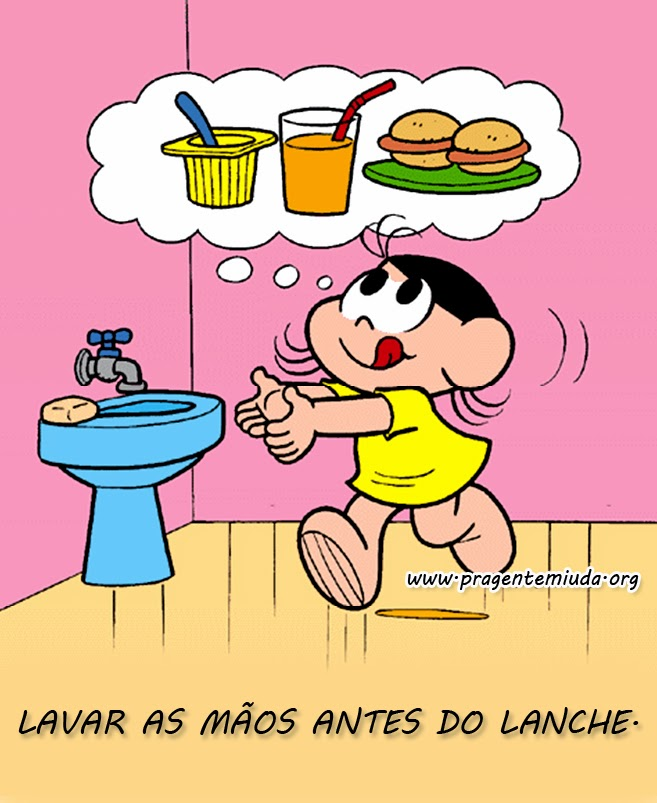 www.pragentemiuda.org
LAVAR AS MÃOS ANTES DO LANCHE.